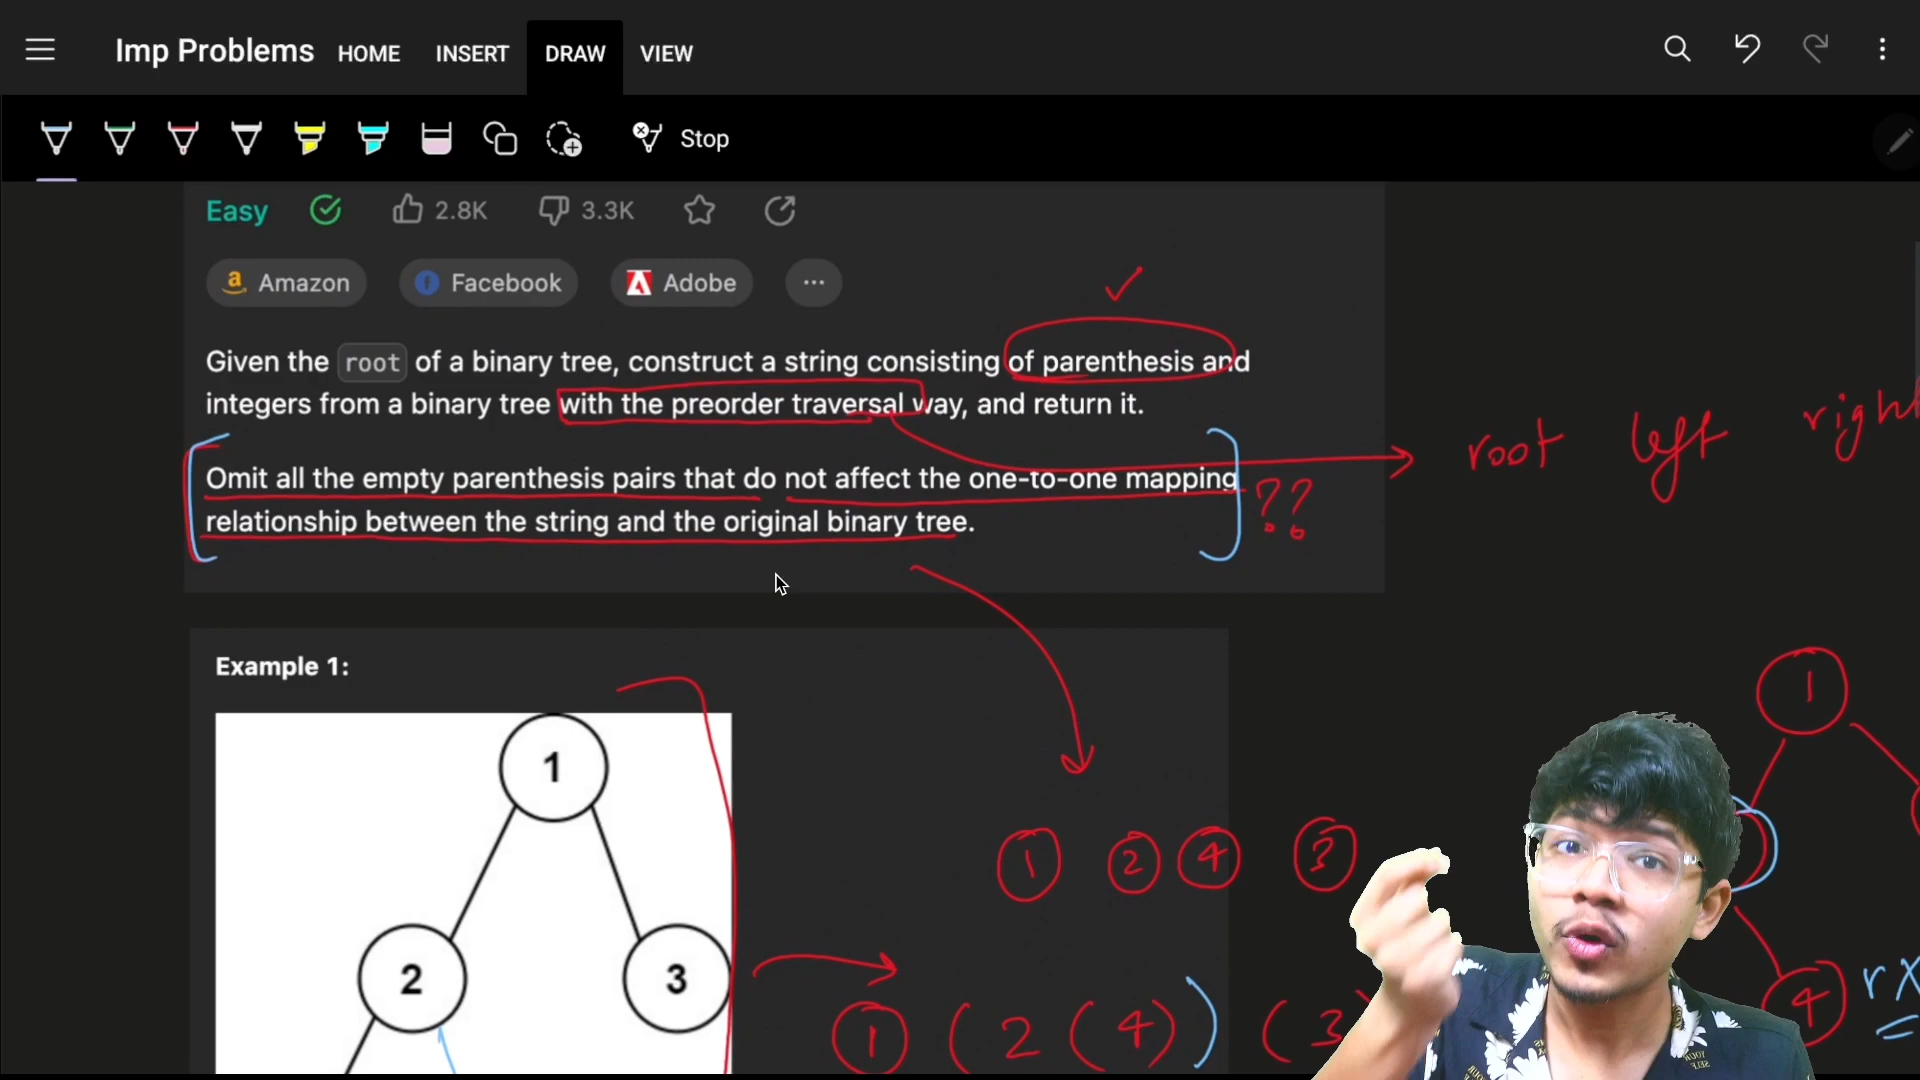 Imp Problems HOME INSERT DRAW VIEW
Stop
Easy 2.8K 3.3K
Amazon Facebook Adobe ...
Given the root of a binary tree, construct a string consisting of parenthesis and
integers from a binary tree with the preorder traversal way, and return it.
root left right
Omit all the empty parenthesis pairs that do not affect the one-to-one mapping
relationship between the string and the original binary tree.
??
Example 1:
1
2 3
1 2 4 3
1 (2 (4)) (3
1
4 rX